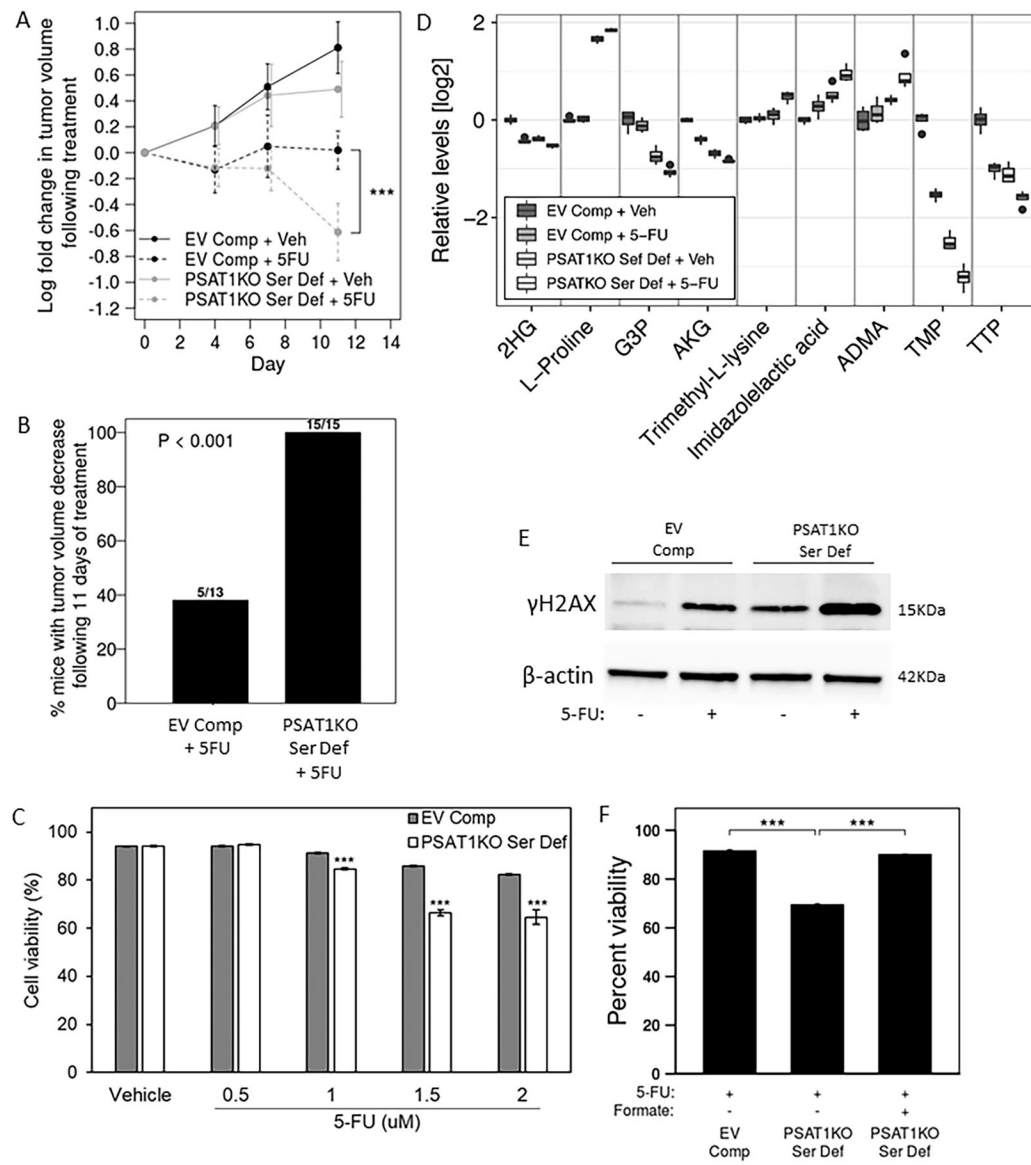 A
Log fold change in tumor volume
following treatment
1.0
0.8
0.6
0.4
0.2
0.0
-0.2
-0.4
-0.6
-0.8
-1.0
-1.2
***
EV Comp + Veh
EV Comp + 5FU
PSAT1KO Ser Def + Veh
PSAT1KO Ser Def + 5FU
0 2 4 6 8 10 12 14
Day
D
Relative levels [log2]
2
0
−2
EV Comp + Veh
EV Comp + 5−FU
PSAT1KO Sef Def + Veh
PSATKO Ser Def + 5−FU
2HG
L−Proline
G3P
AKG
Trimethyl−L−lysine
Imidazolelactic acid
ADMA
TMP
TTP
B
% mice with tumor volume decrease
following 11 days of treatment
100
80
60
40
20
0
P < 0.001
15/15
5/13
EV Comp
+ 5FU
PSAT1KO
Ser Def
+ 5FU
E
EV
Comp
PSAT1KO
Ser Def
γH2AX
15KDa
β-actin
42KDa
5-FU: - + - +
C
Cell viability (%)
100
80
60
40
20
0
EV Comp
PSAT1KO Ser Def
***
***
***
Vehicle 0.5 1 1.5 2
5-FU (uM)
F
Percent viability
100
80
60
40
20
0
*** ***
5-FU: + + +
Formate: - - +
EV
Comp
PSAT1KO
Ser Def
PSAT1KO
Ser Def